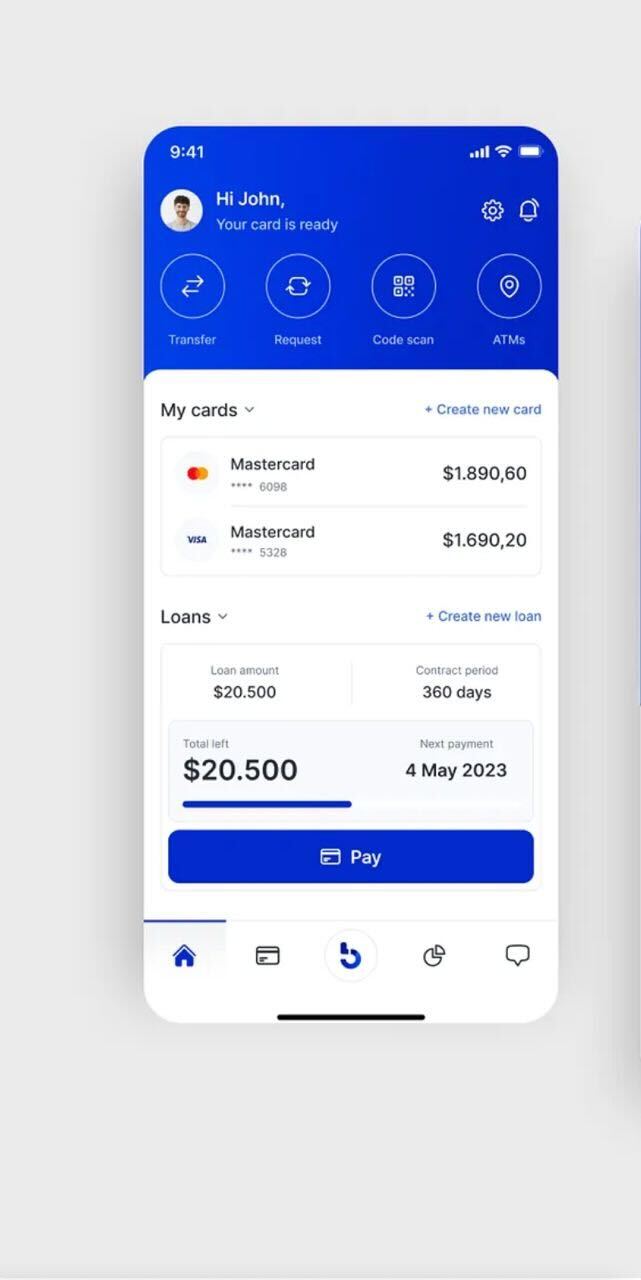 9:41
Hi John,
Your card is ready
Transfer Request Code scan ATMs
My cards + Create new card
Mastercard $1.890,60
**** 6098
VISA Mastercard $1.690,20
**** 5328
Loans + Create new loan
Loan amount Contract period
$20.500 360 days
Total left Next payment
$20.500 4 May 2023
Pay